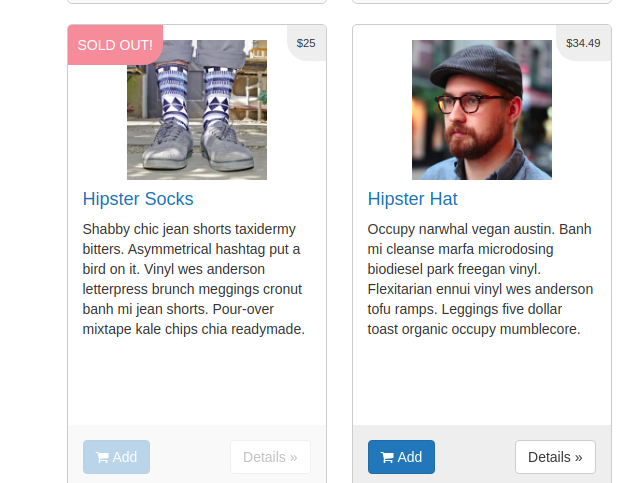 SOLD OUT!
$25
Hipster Socks
Shabby chic jean shorts taxidermy
bitters. Asymmetrical hashtag put a
bird on it. Vinyl wes anderson
letterpress brunch meggings cronut
banh mi jean shorts. Pour-over
mixtape kale chips chia readymade.
Add
Details »
$34.49
Hipster Hat
Occupy narwhal vegan austin. Banh
mi cleanse marfa microdosing
biodiesel park freegan vinyl.
Flexitarian ennui vinyl wes anderson
tofu ramps. Leggings five dollar
toast organic occupy mumblecore.
Add
Details »